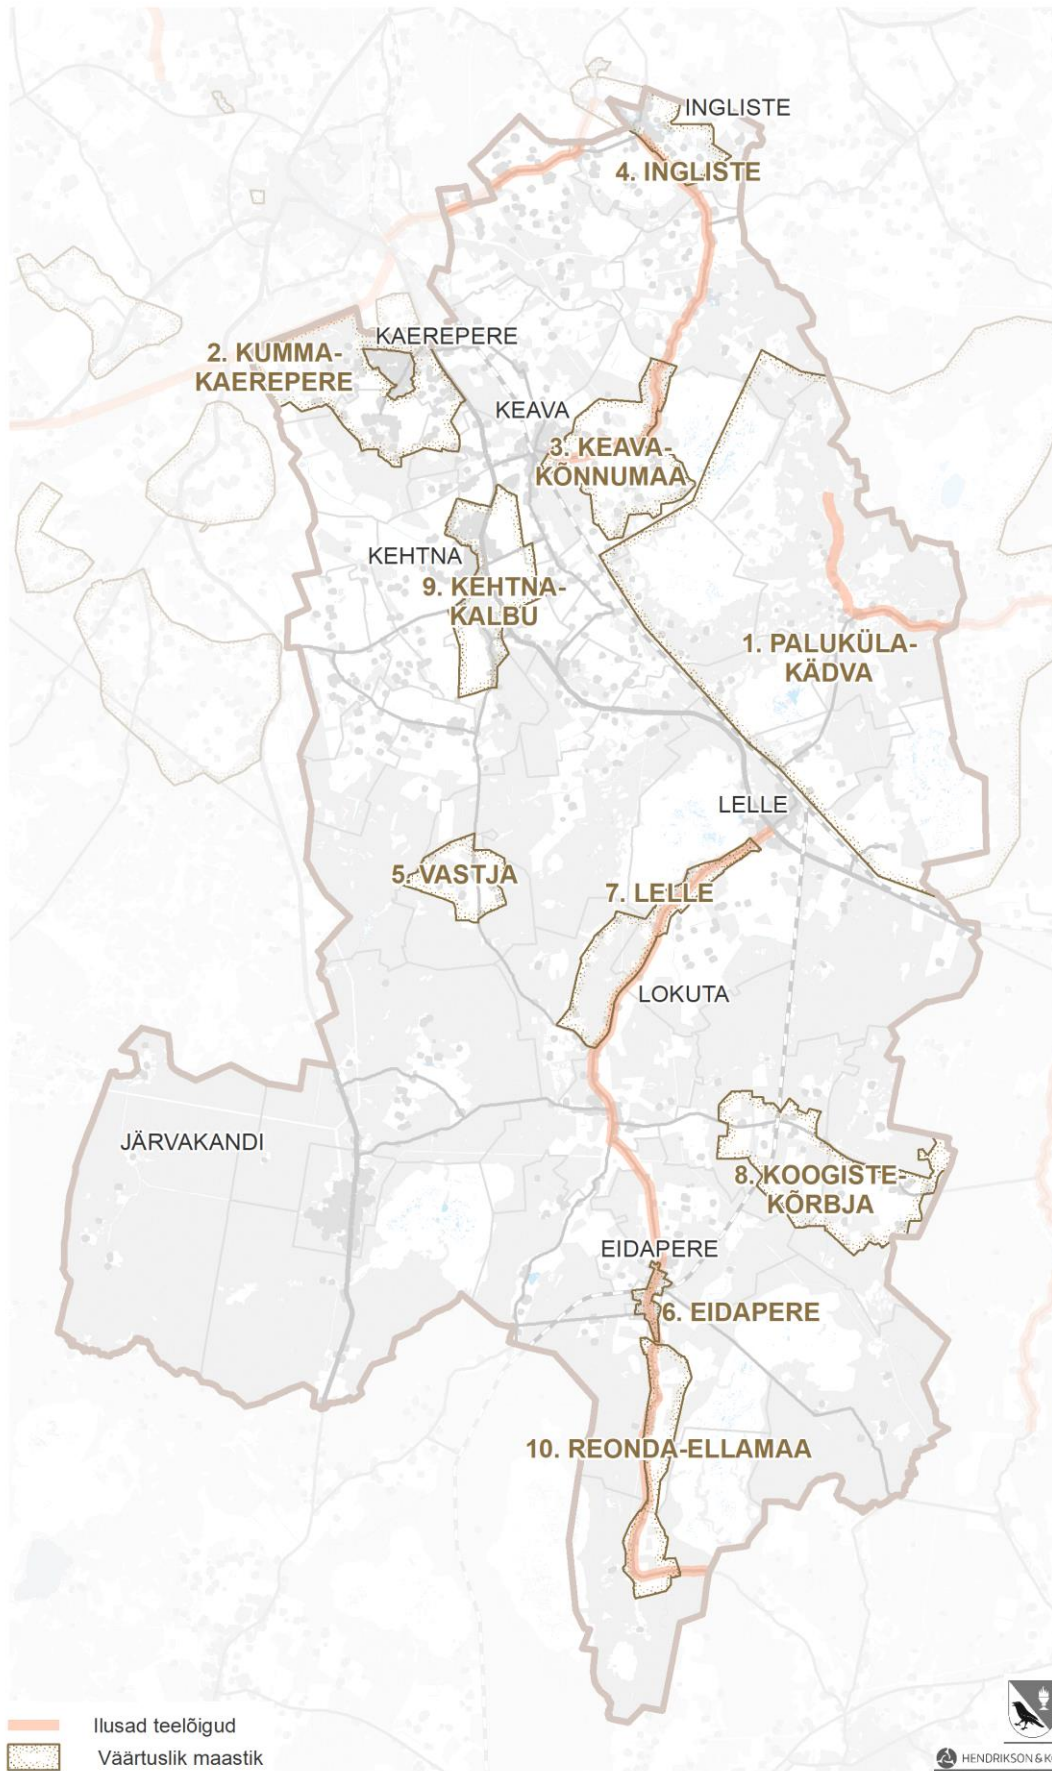 INGLISTE
4. INGLISTE
KAEREPERE
2. KUMMA-
KAEREPERE
KEAVA
3. KEAVA-
KÕNNUMAA
KEHTNA
9. KEHTNA-
KALBU
1. PALUKÜLA-
KÄDVA
LELLE
5. VASTJA
7. LELLE
LOKUTA
JÄRVAKANDI
8. KOOGISTE-
KÕRBJA
EIDAPERE
6. EIDAPERE
10. REONDA-ELLAMAA
Ilusad teelõigud
Väärtuslik maastik
HENDRIKSON & K